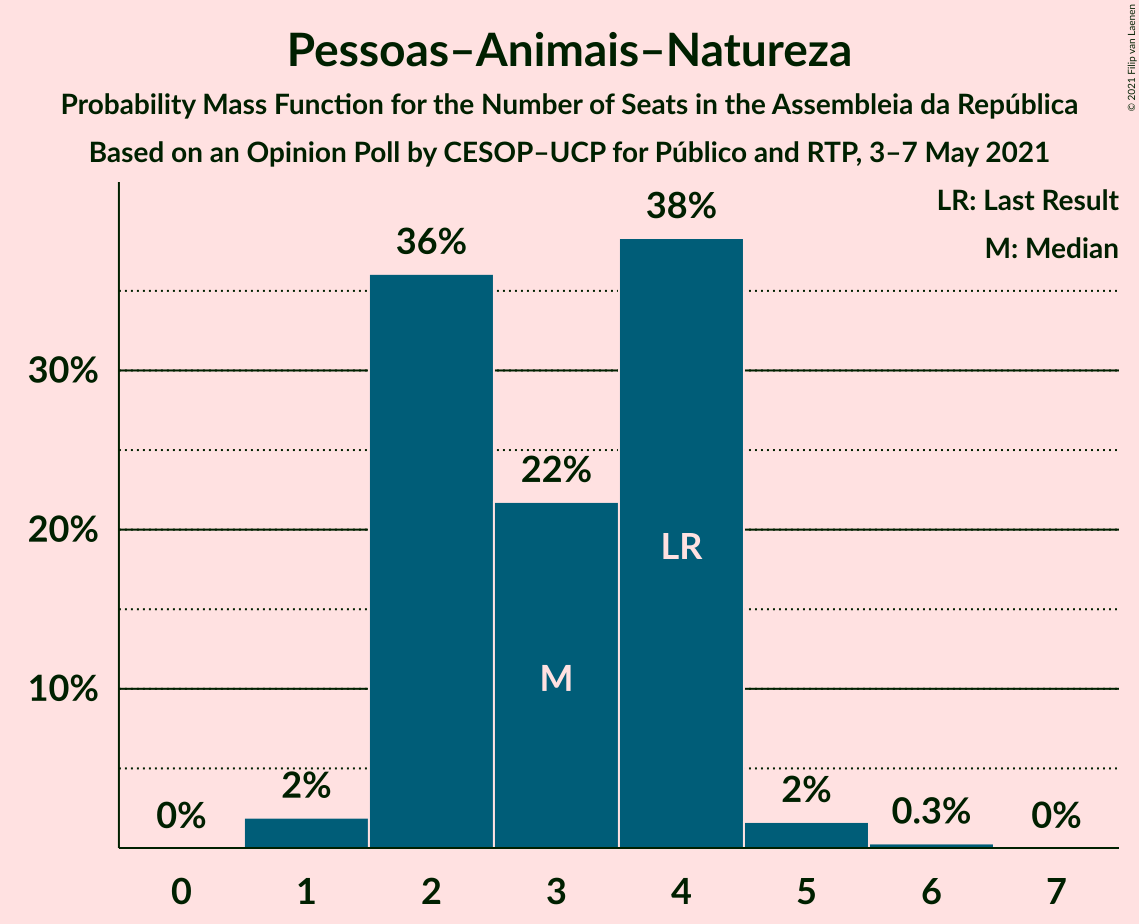 Pessoas–Animais–Natureza
Probability Mass Function for the Number of Seats in the Assembleia da República
Based on an Opinion Poll by CESOP–UCP for Público and RTP, 3–7 May 2021
© 2021 Filip van Laenen
LR: Last Result
M: Median
38%
36%
30%
22%
20%
LR
M
10%
2%
2%
0.3%
0%
0%
0 1 2 3 4 5 6 7